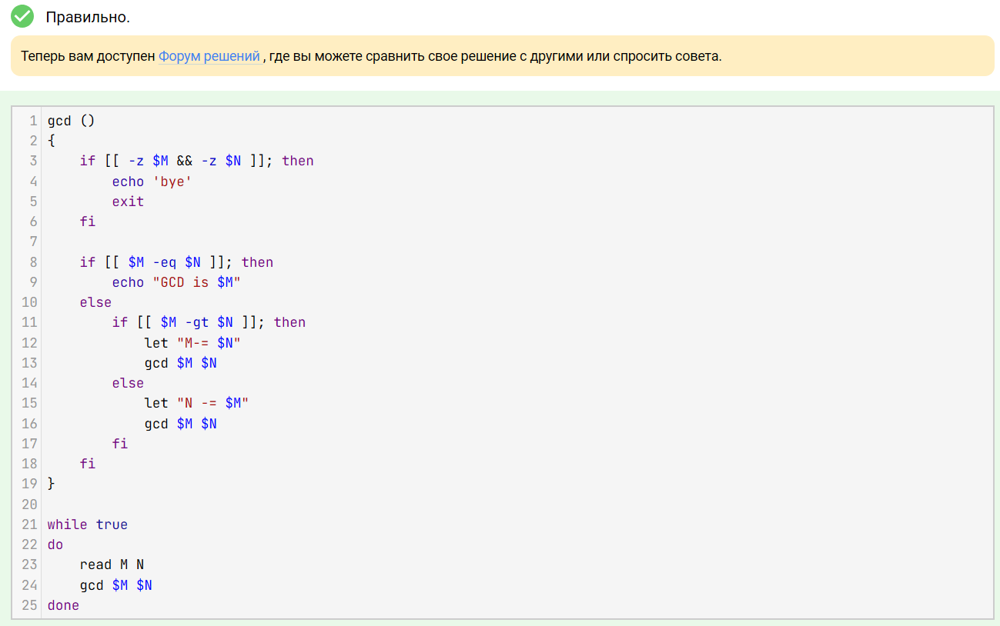 Правильно.
Теперь вам доступен Форум решений , где вы можете сравнить свое решение с другими или спросить совета.
1 gcd ()
2 {
3     if [[ -z $M && -z $N ]]; then
4         echo 'bye'
5         exit
6     fi
7
8     if [[ $M -eq $N ]]; then
9         echo "GCD is $M"
10     else
11         if [[ $M -gt $N ]]; then
12             let "M-= $N"
13             gcd $M $N
14         else
15             let "N -= $M"
16             gcd $M $N
17         fi
18     fi
19 }
20
21 while true
22 do
23     read M N
24     gcd $M $N
25 done